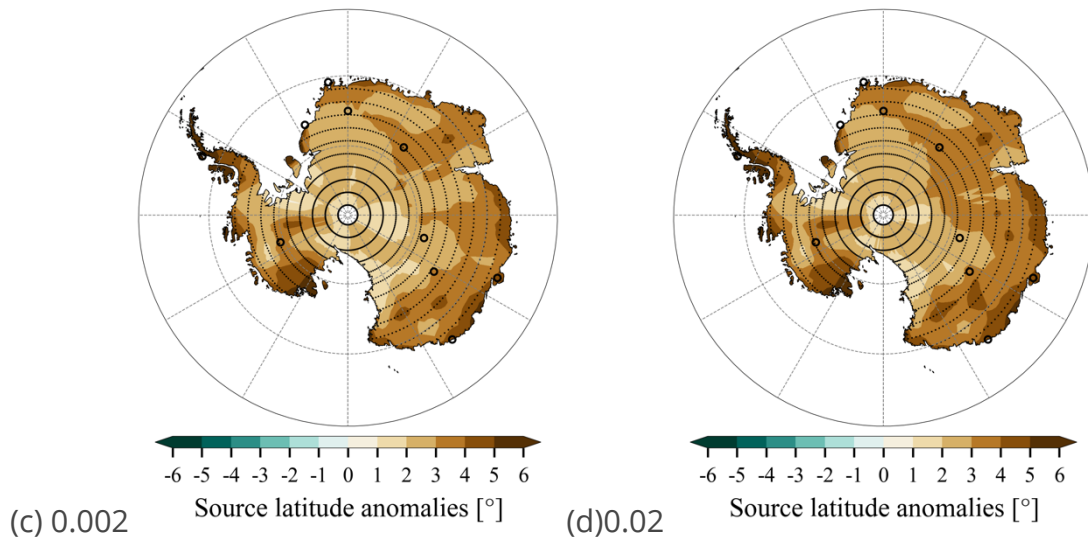 -6 -5 -4 -3 -2 -1 0 1 2 3 4 5 6
Source latitude anomalies [°]
(c) 0.002
-6 -5 -4 -3 -2 -1 0 1 2 3 4 5 6
Source latitude anomalies [°]
(d)0.02